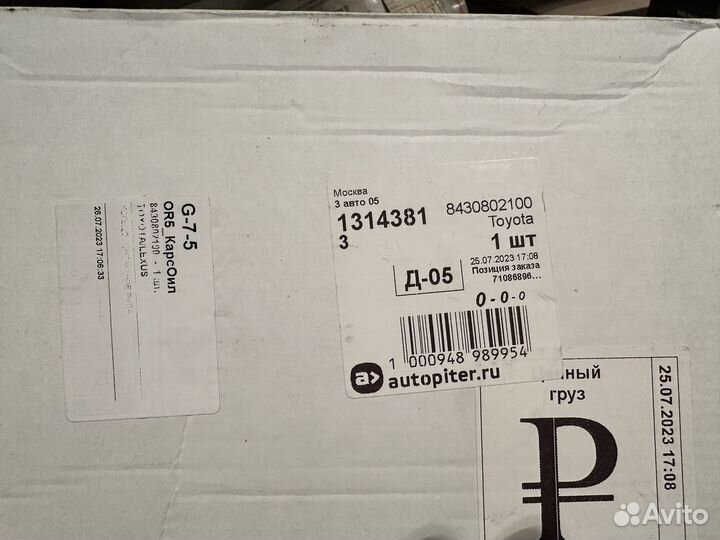 G-7-5
OR5_КарсОил
8430802100 - 1 шт.
TOYOTA/LEXUS
26.07.2023 17:06:33
Москва
3 авто 05
1314381
3
8430802100
Toyota
1 шт
25.07.2023 17:08
Позиция заказа
71086896...
Д-05
0-0-0
1 000948 989954
a> autopiter.ru
груз
₽
25.07.2023 17:08
Avito